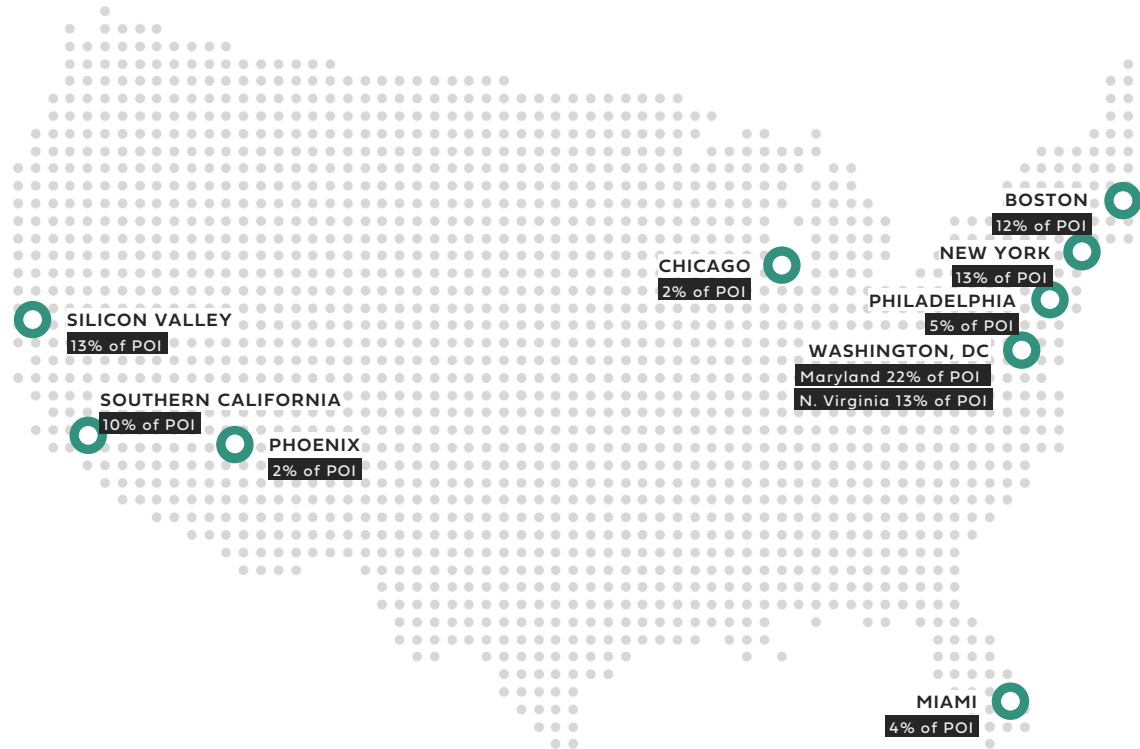 BOSTON
12% of POI
NEW YORK
13% of POI
CHICAGO
2% of POI
PHILADELPHIA
5% of POI
SILICON VALLEY
13% of POI
WASHINGTON, DC
Maryland 22% of POI
N. Virginia 13% of POI
SOUTHERN CALIFORNIA
10% of POI
PHOENIX
2% of POI
MIAMI
4% of POI